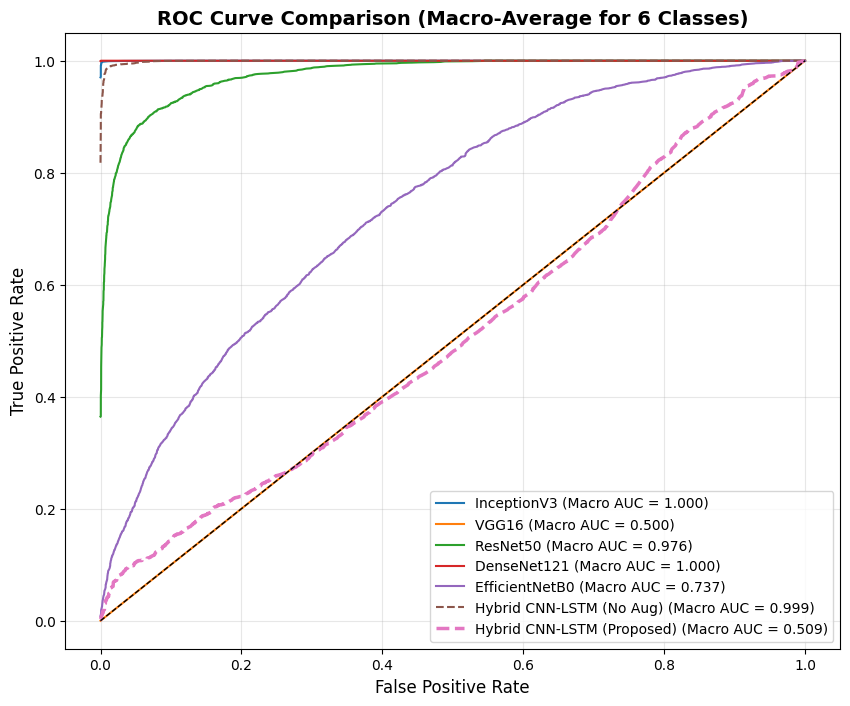 ROC Curve Comparison (Macro-Average for 6 Classes)
1.0
0.8
0.6
0.4
0.2
0.0
True Positive Rate
InceptionV3 (Macro AUC = 1.000)
VGG16 (Macro AUC = 0.500)
ResNet50 (Macro AUC = 0.976)
DenseNet121 (Macro AUC = 1.000)
EfficientNetB0 (Macro AUC = 0.737)
Hybrid CNN-LSTM (No Aug) (Macro AUC = 0.999)
Hybrid CNN-LSTM (Proposed) (Macro AUC = 0.509)
0.0 0.2 0.4 0.6 0.8 1.0
False Positive Rate